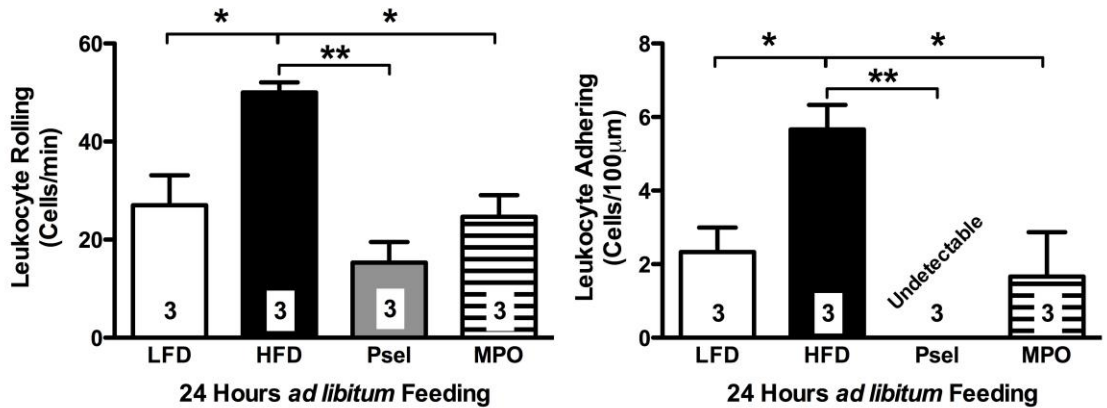 * *
**
60
40
20
0
Leukocyte Rolling
(Cells/min)
3 3 3 3
LFD HFD Psel MPO
24 Hours ad libitum Feeding
* *
**
8
6
4
2
0
Leukocyte Adhering
(Cells/100μm)
Undetectable
3 3 3 3
LFD HFD Psel MPO
24 Hours ad libitum Feeding